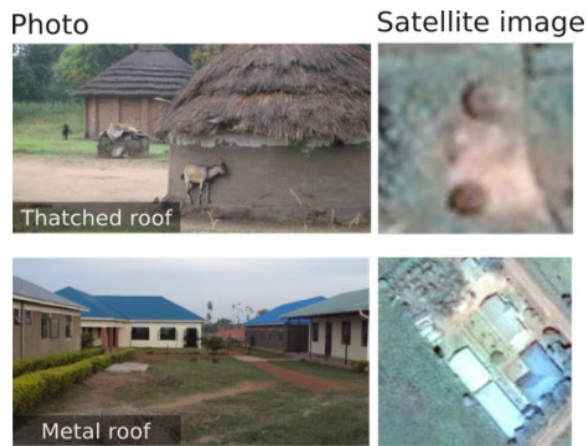 Photo
Satellite image
Thatched roof
Metal roof